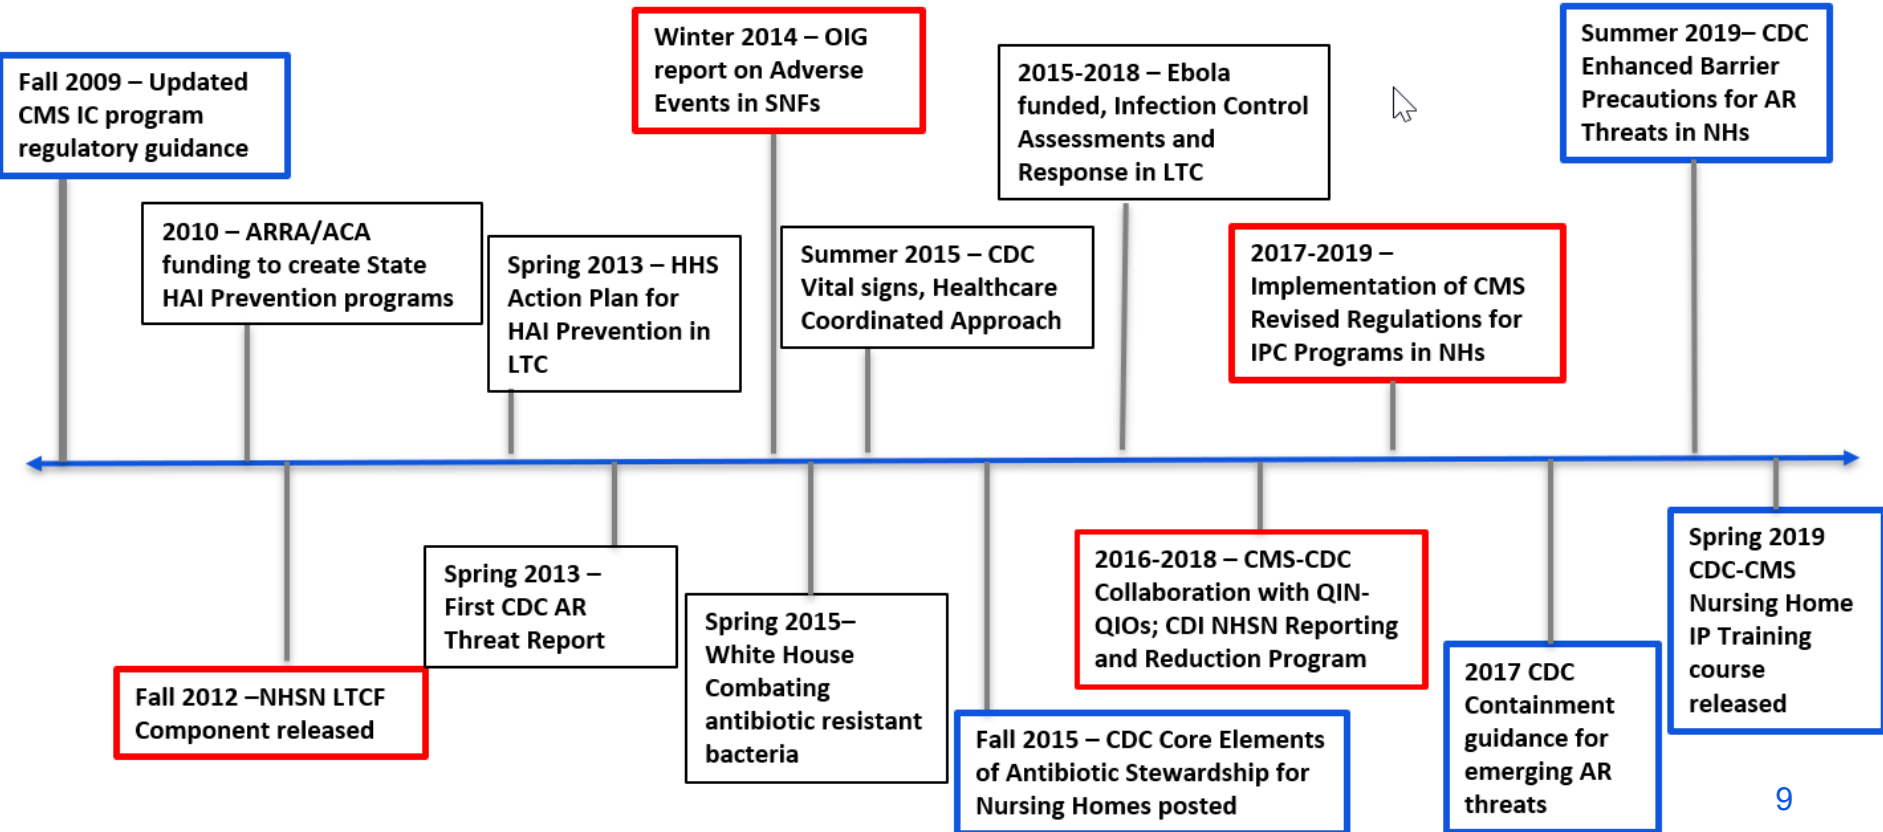 Fall 2009 – Updated
CMS IC program
regulatory guidance
2010 – ARRA/ACA
funding to create State
HAI Prevention programs
Spring 2013 – HHS
Action Plan for
HAI Prevention in
LTC
Winter 2014 – OIG
report on Adverse
Events in SNFs
Summer 2015 – CDC
Vital signs, Healthcare
Coordinated Approach
2015-2018 – Ebola
funded, Infection Control
Assessments and
Response in LTC
2017-2019 –
Implementation of CMS
Revised Regulations for
IPC Programs in NHs
Summer 2019– CDC
Enhanced Barrier
Precautions for AR
Threats in NHs
Fall 2012 –NHSN LTCF
Component released
Spring 2013 –
First CDC AR
Threat Report
Spring 2015–
White House
Combating
antibiotic resistant
bacteria
Fall 2015 – CDC Core Elements
of Antibiotic Stewardship for
Nursing Homes posted
2016-2018 – CMS-CDC
Collaboration with QIN-
QIOs; CDI NHSN Reporting
and Reduction Program
2017 CDC
Containment
guidance for
emerging AR
threats
Spring 2019
CDC-CMS
Nursing Home
IP Training
course
released
9